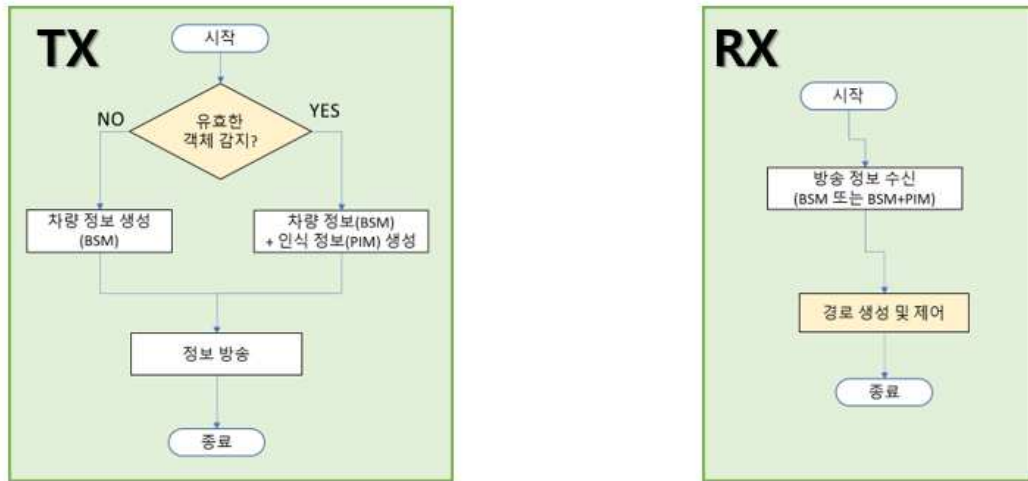 TX
시작
NO
YES
유효한
객체 감지?
차량 정보 생성
(BSM)
차량 정보(BSM)
+ 인식 정보(PIM) 생성
정보 방송
종료
RX
시작
방송 정보 수신
(BSM 또는 BSM+PIM)
경로 생성 및 제어
종료